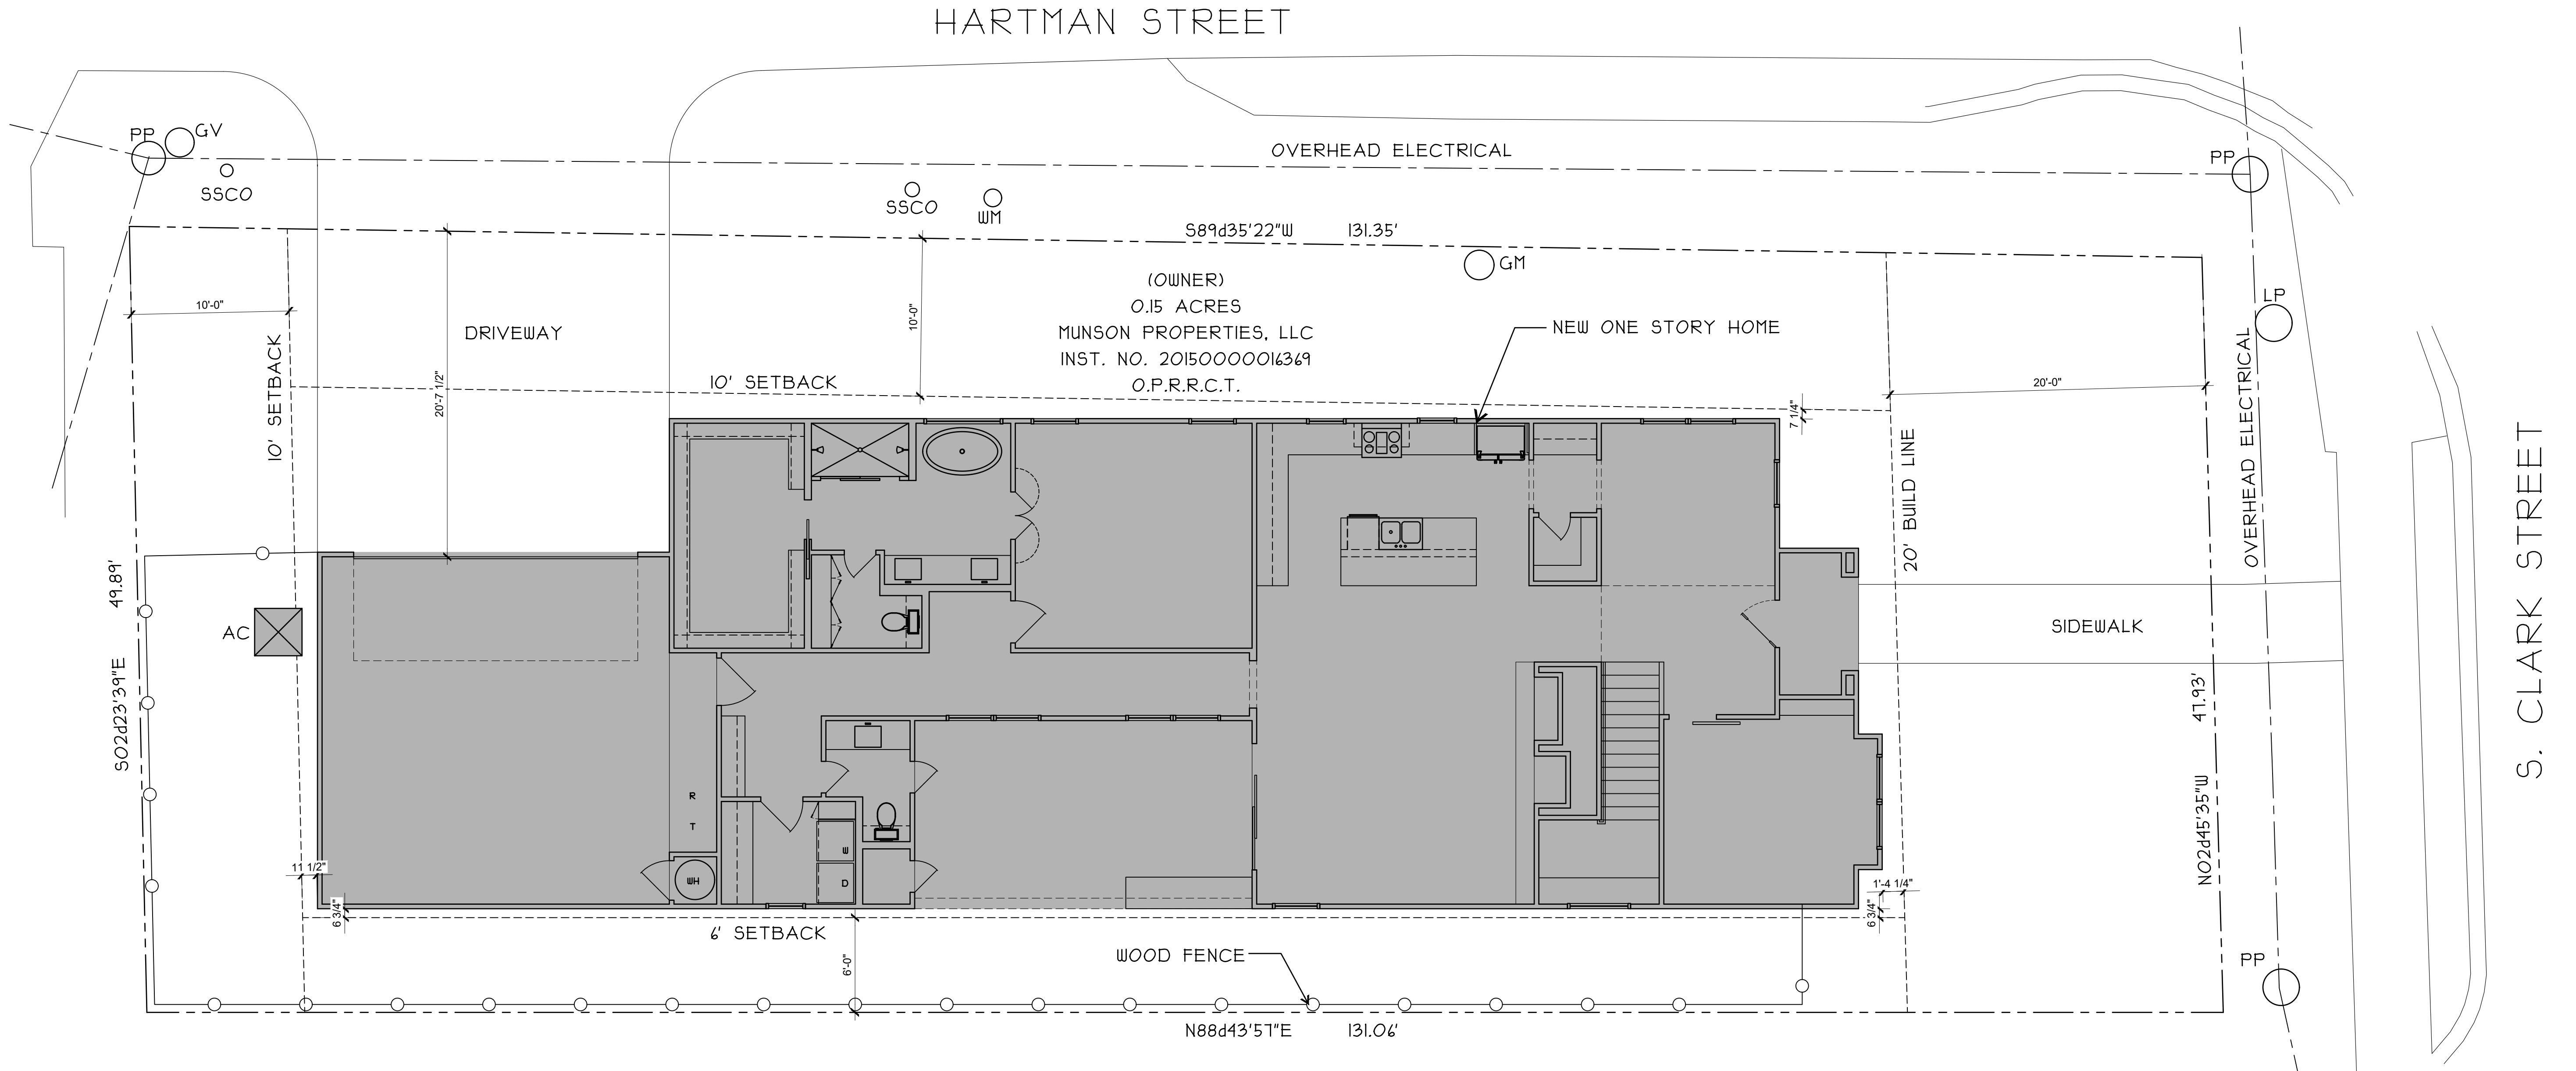 HARTMAN STREET
PP
GV
SSCO
SSCO
WM
OVERHEAD ELECTRICAL
PP
S89d35'22"W 131.35'
GM
LP
(OWNER)
0.15 ACRES
MUNSON PROPERTIES, LLC
INST. NO. 20150000016369
O.P.R.R.C.T.
10'-0"
10' SETBACK
DRIVEWAY
20'-7 1/2"
10' SETBACK
10'-0"
NEW ONE STORY HOME
7 1/4"
20'-0"
20' BUILD LINE
OVERHEAD ELECTRICAL
S. CLARK STREET
49.89'
S02d23'39"E
AC
SIDEWALK
47.93'
N02d45'35"W
R
T
WH
W
D
11 1/2"
6 3/4"
6' SETBACK
6'-0"
WOOD FENCE
1'-4 1/4"
6 3/4"
PP
N88d43'57"E 131.06'